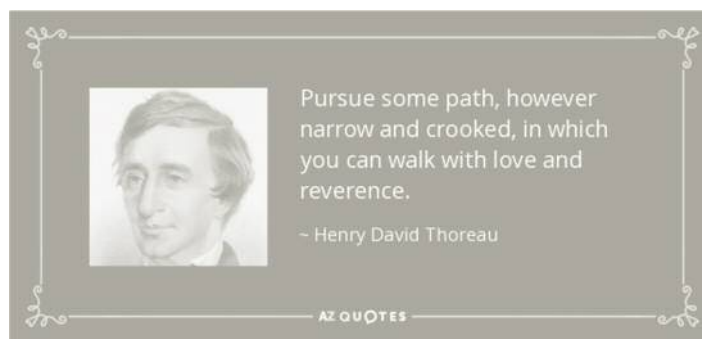 Pursue some path, however
narrow and crooked, in which
you can walk with love and
reverence.
~ Henry David Thoreau
AZ QUOTES